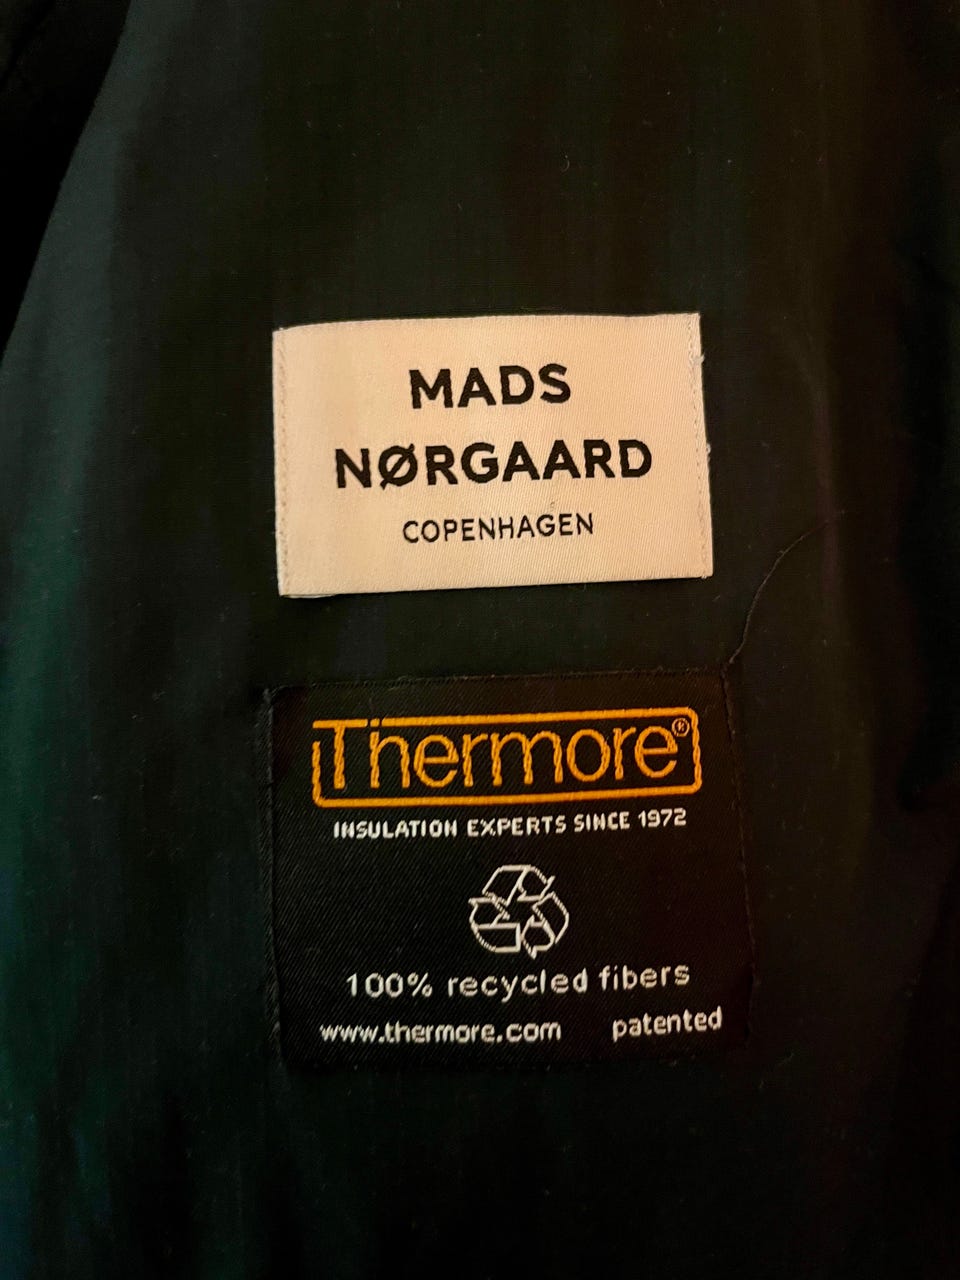 MADS
NØRGAARD
COPENHAGEN
Thermore®
INSULATION EXPERTS SINCE 1972
100% recycled fibers
www.thermore.com patented